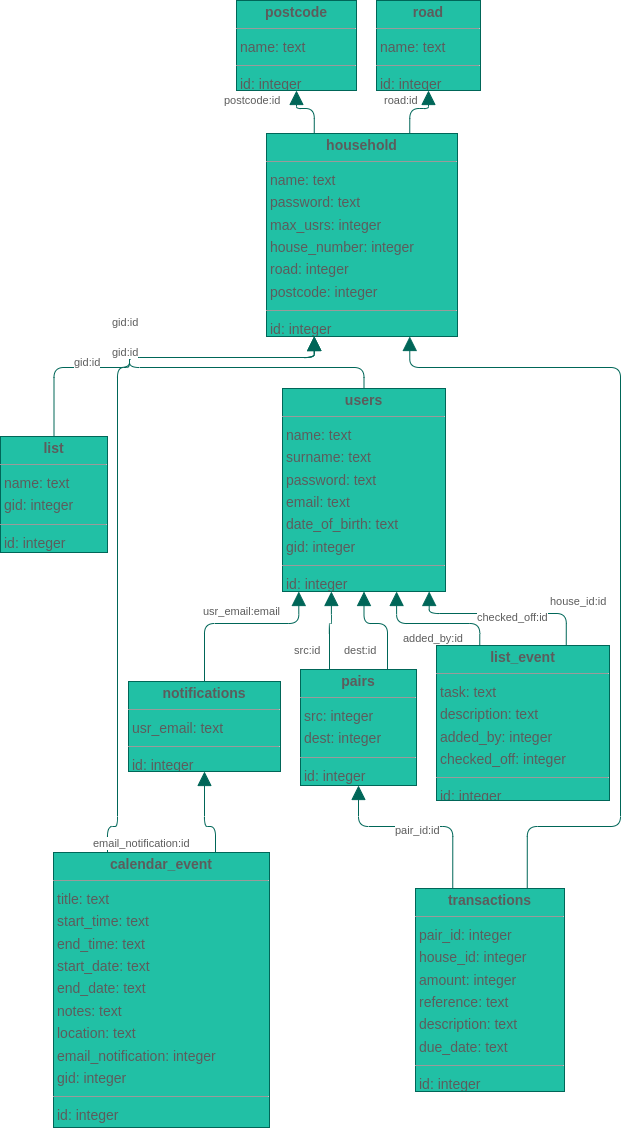 postcode
name: text
id: integer
road
name: text
id: integer
postcode:id
road:id
household
name: text
password: text
max_usrs: integer
house_number: integer
road: integer
postcode: integer
id: integer
gid:id
gid:id
gid:id
list
name: text
gid: integer
id: integer
users
name: text
surname: text
password: text
email: text
date_of_birth: text
gid: integer
id: integer
usr_email:email
src:id
dest:id
added_by:id
checked_off:id
house_id:id
notifications
usr_email: text
id: integer
pairs
src: integer
dest: integer
id: integer
list_event
task: text
description: text
added_by: integer
checked_off: integer
id: integer
email_notification:id
pair_id:id
calendar_event
title: text
start_time: text
end_time: text
start_date: text
end_date: text
notes: text
location: text
email_notification: integer
gid: integer
id: integer
transactions
pair_id: integer
house_id: integer
amount: integer
reference: text
description: text
due_date: text
id: integer